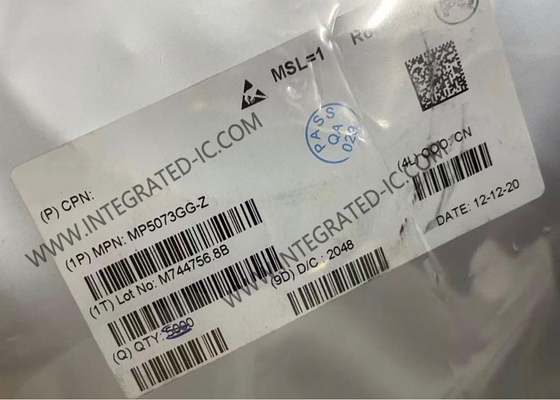 MSL=1
PASS
QA
023
(4L) COO: CN
(P) CPN:
(1P) MPN: MP5073GG-Z
(1T) Lot No: M744756.8B
(9D) D/C : 2048
DATE: 12-12-20
(Q) QTY: 5000
WWW.INTEGRATED-IC.COM
WWW.INTEGRATED-IC.COM